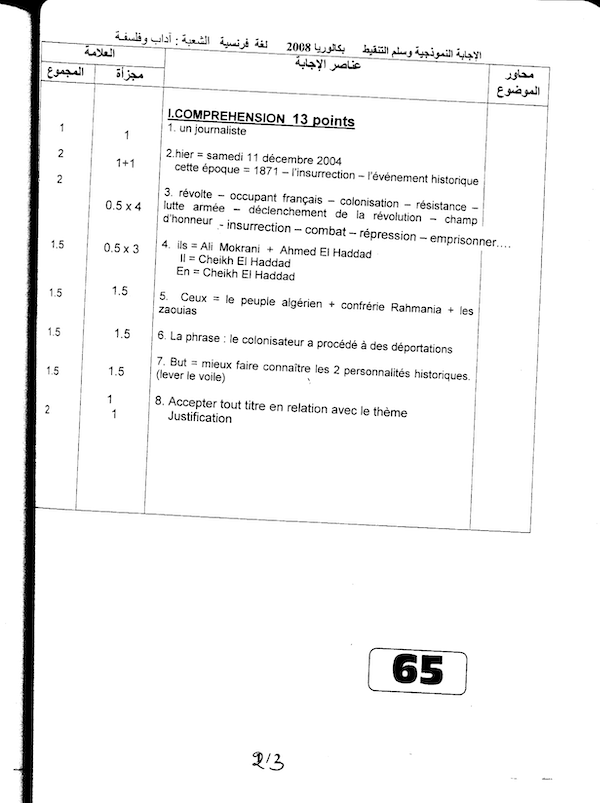 الإجابة النموذجية وسلم التنقيط بكالوريا 2008 لغة فرنسية الشعبة : آداب وفلسفة
محاور الموضوع
عناصر الإجابة
العلامة
مجزأة
المجموع
I.COMPREHENSION 13 points
1. un journaliste
1
1
2.hier = samedi 11 décembre 2004
cette époque = 1871 – l'insurrection – l'événement historique
1+1
2
3. révolte – occupant français – colonisation – résistance –
lutte armée – déclenchement de la révolution – champ
d'honneur - insurrection – combat – répression – emprisonner….
0.5 x 4
2
4. ils = Ali Mokrani + Ahmed El Haddad
Il = Cheikh El Haddad
En = Cheikh El Haddad
0.5 x 3
1.5
5. Ceux = le peuple algérien + confrérie Rahmania + les
zaouias
1.5
1.5
6. La phrase : le colonisateur a procédé à des déportations
1.5
1.5
7. But = mieux faire connaître les 2 personnalités historiques.
(lever le voile)
1.5
1.5
8. Accepter tout titre en relation avec le thème
Justification
1
1
2
65
2/3